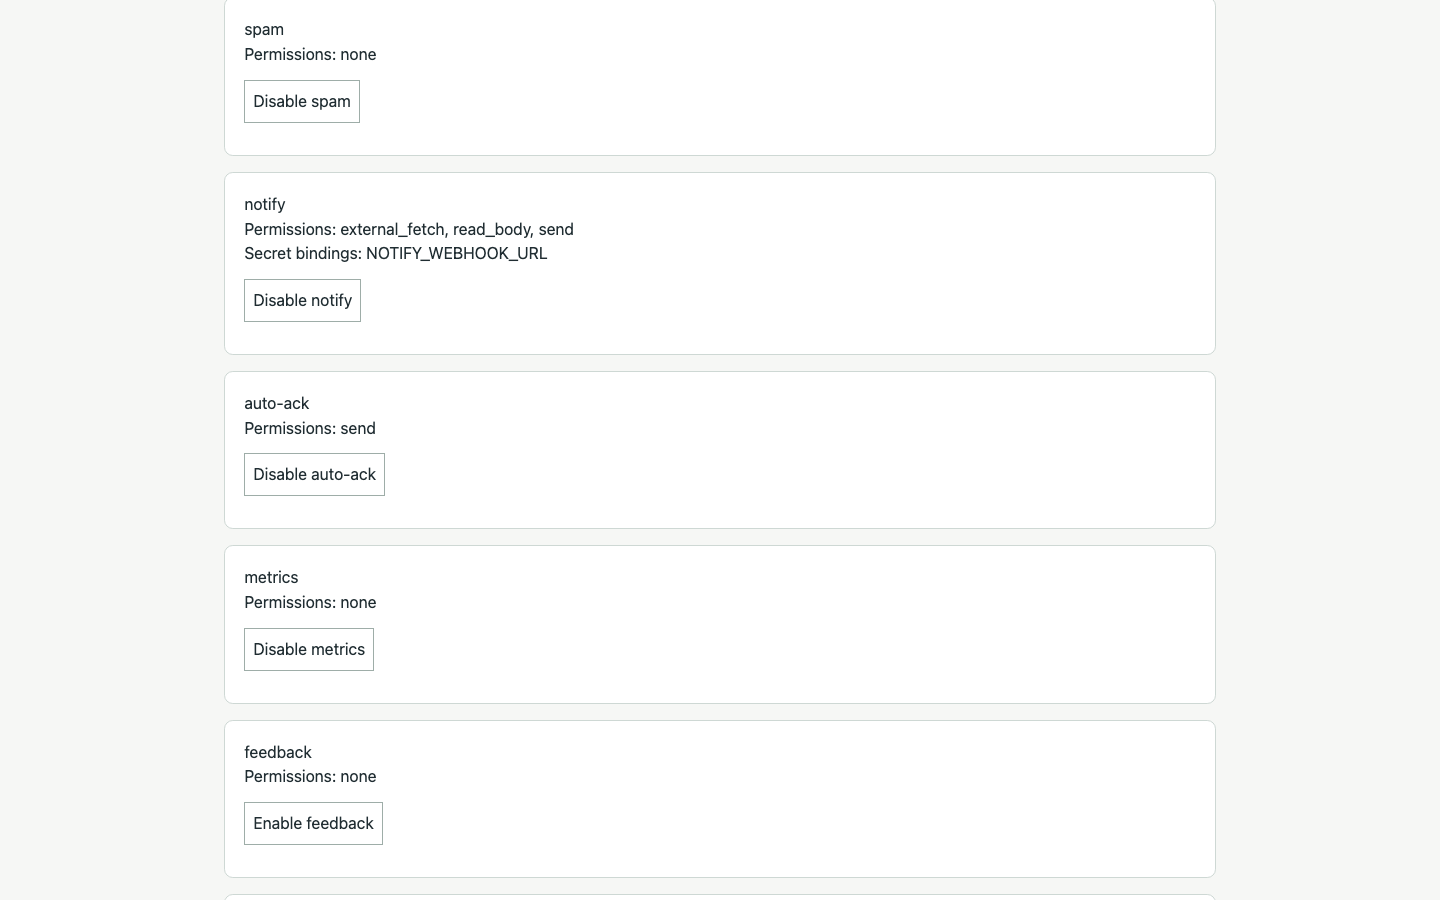 spam
Permissions: none
Disable spam
notify
Permissions: external_fetch, read_body, send
Secret bindings: NOTIFY_WEBHOOK_URL
Disable notify
auto-ack
Permissions: send
Disable auto-ack
metrics
Permissions: none
Disable metrics
feedback
Permissions: none
Enable feedback